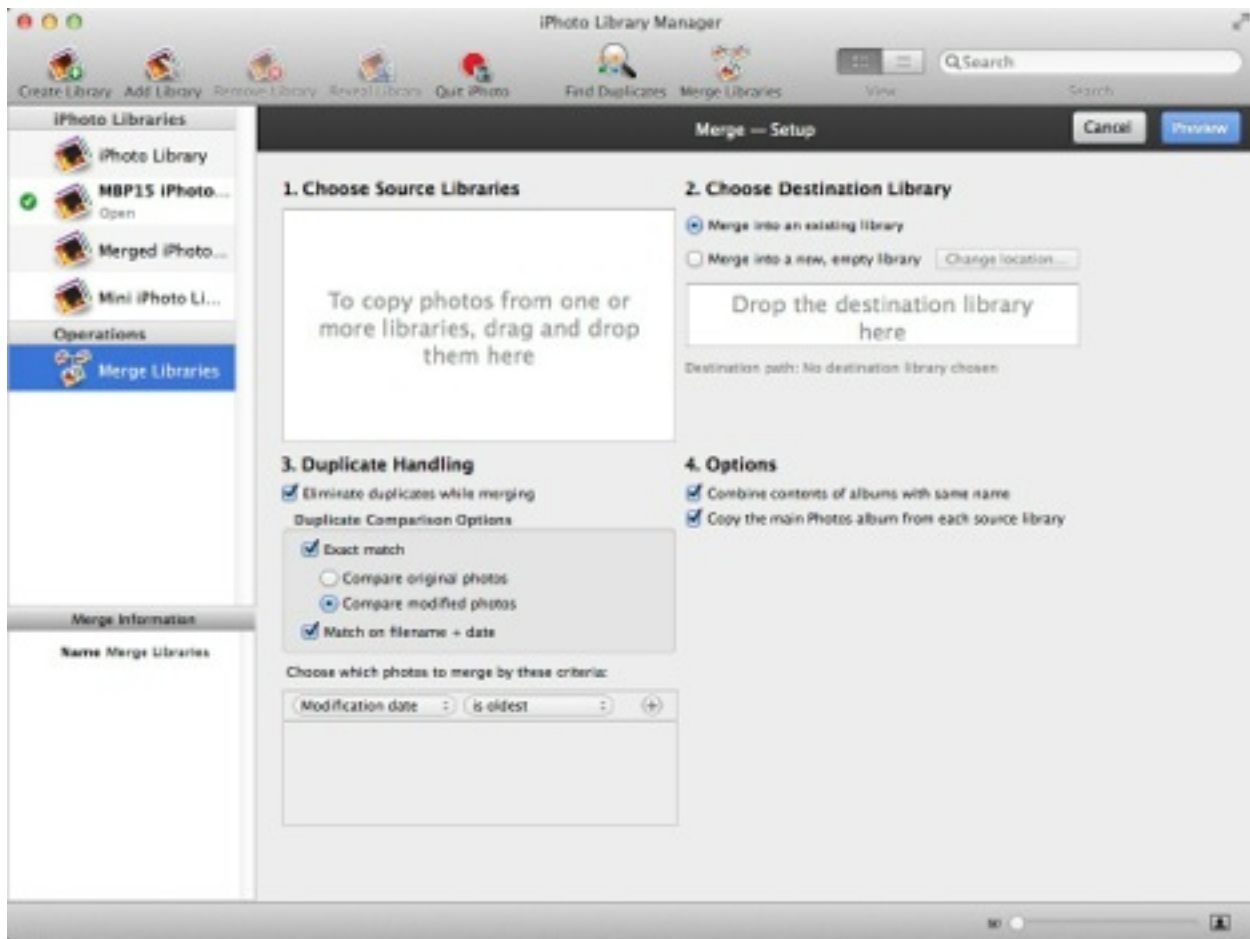 iPhoto Library Manager
Create Library Add Library Remove Library Reveal Library Quit iPhoto Find Duplicates Merge Libraries View Search
Search
iPhoto Libraries
iPhoto Library
MBP15 iPhoto...
Open
Merged iPhoto...
Mini iPhoto Li...
Operations
Merge Libraries
Merge Information
Name Merge Libraries
Merge — Setup
Cancel
Preview
1. Choose Source Libraries
To copy photos from one or
more libraries, drag and drop
them here
2. Choose Destination Library
Merge into an existing library
Merge into a new, empty library
Change location...
Drop the destination library
here
Destination path: No destination library chosen
3. Duplicate Handling
Eliminate duplicates while merging
Duplicate Comparison Options
Exact match
Compare original photos
Compare modified photos
Match on filename + date
Choose which photos to merge by these criteria:
Modification date
is oldest
4. Options
Combine contents of albums with same name
Copy the main Photos album from each source library